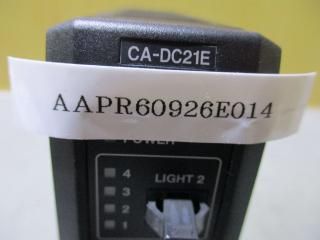 CA-DC21E
AAPR60926E014
POWER
4
LIGHT 2
3
2
1